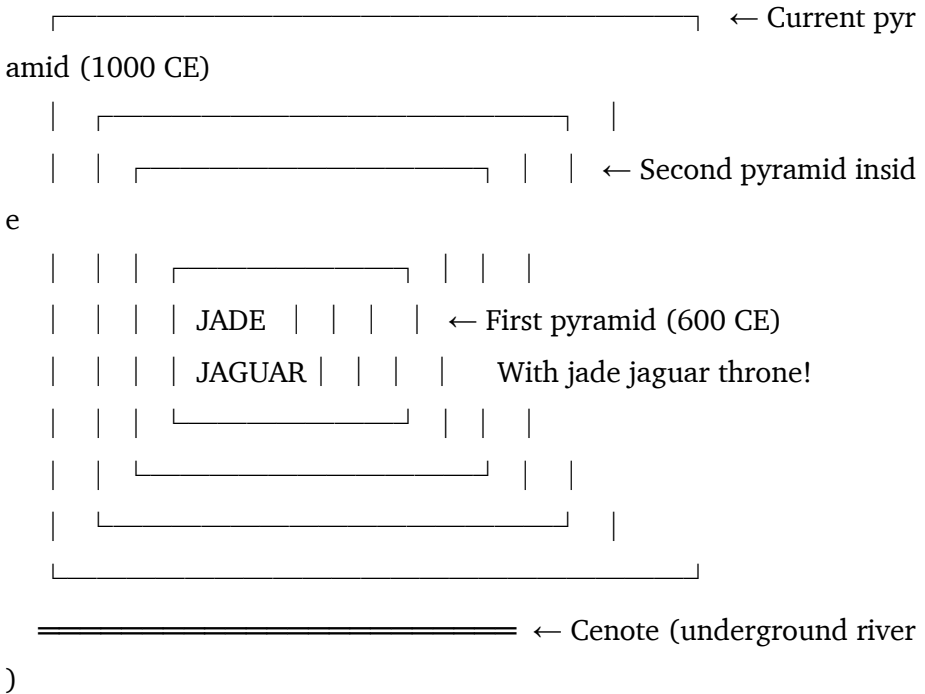 ← Current pyr
amid (1000 CE)
← Second pyramid insid
e
JADE ← First pyramid (600 CE)
JAGUAR With jade jaguar throne!
← Cenote (underground river
)